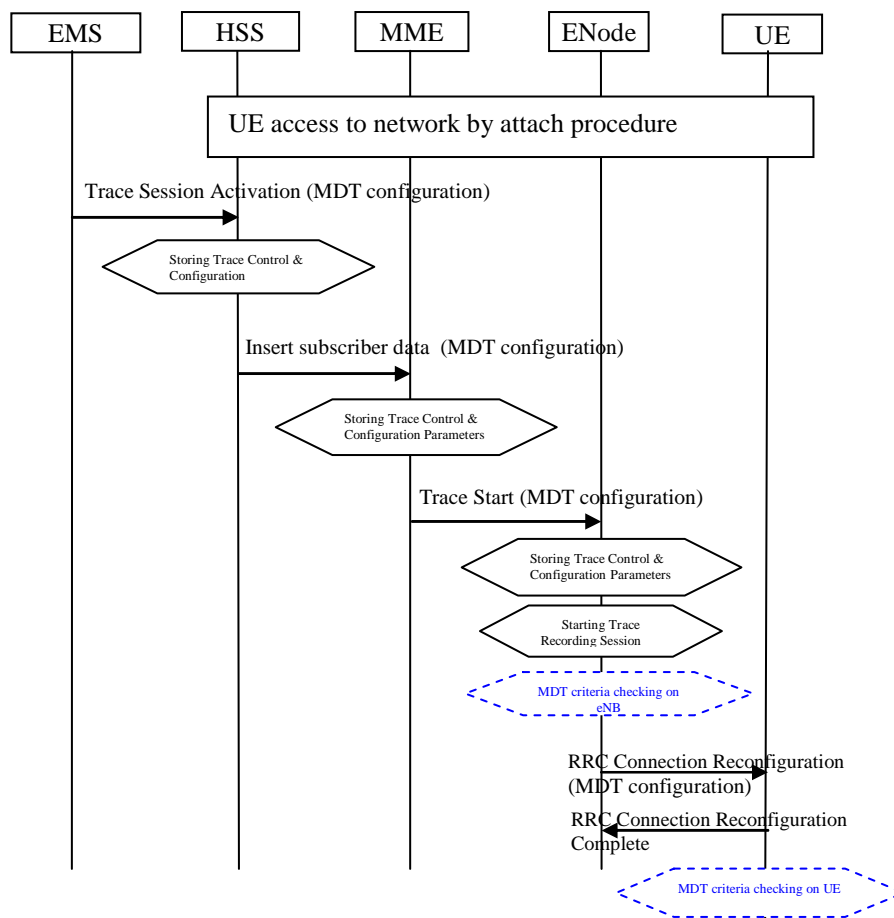 EMS
HSS
MME
ENode
UE
UE access to network by attach procedure
Trace Session Activation (MDT configuration)
Storing Trace Control &
Configuration
Insert subscriber data (MDT configuration)
Storing Trace Control &
Configuration Parameters
Trace Start (MDT configuration)
Storing Trace Control &
Configuration Parameters
Starting Trace
Recording Session
MDT criteria checking on
eNB
RRC Connection Reconfiguration
(MDT configuration)
RRC Connection Reconfiguration
Complete
MDT criteria checking on UE